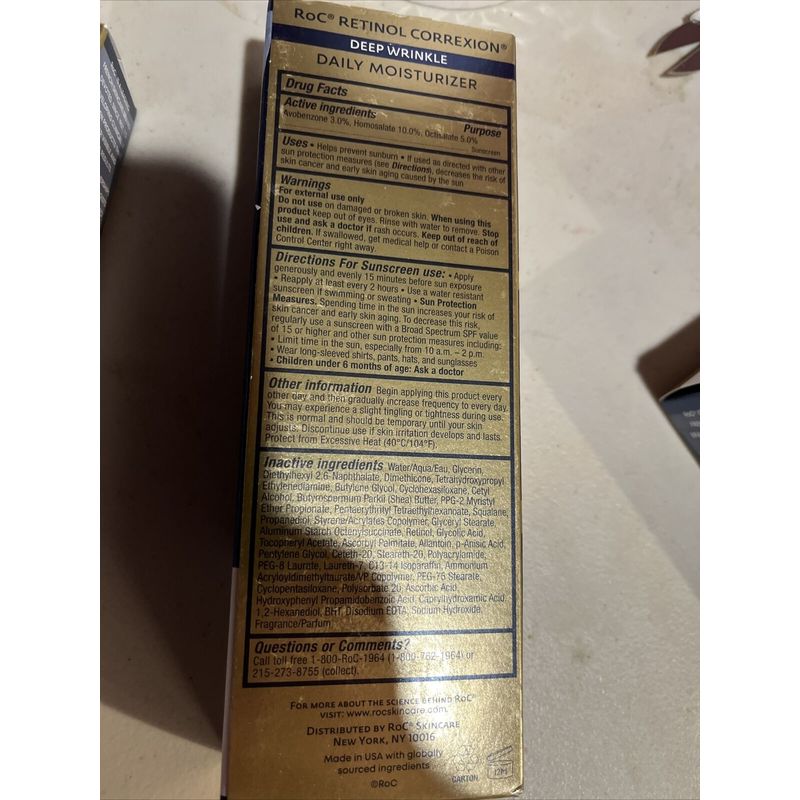 RoC® RETINOL CORREXION®
DEEP WRINKLE
DAILY MOISTURIZER
Drug Facts
Active ingredients Purpose
Avobenzone 3.0%, Homosalate 10.0%, Octisalate 5.0%
Sunscreen
Uses • Helps prevent sunburn • If used as directed with other
sun protection measures (see Directions), decreases the risk of
skin cancer and early skin aging caused by the sun
Warnings
For external use only
Do not use on damaged or broken skin. When using this
product keep out of eyes. Rinse with water to remove. Stop
use and ask a doctor if rash occurs. Keep out of reach of
children. If swallowed, get medical help or contact a Poison
Control Center right away.
Directions For Sunscreen use: • Apply
generously and evenly 15 minutes before sun exposure
• Reapply at least every 2 hours • Use a water resistant
sunscreen if swimming or sweating • Sun Protection
Measures. Spending time in the sun increases your risk of
skin cancer and early skin aging. To decrease this risk,
regularly use a sunscreen with a Broad Spectrum SPF value
of 15 or higher and other sun protection measures including:
• Limit time in the sun, especially from 10 a.m. – 2 p.m.
• Wear long-sleeved shirts, pants, hats, and sunglasses
• Children under 6 months of age: Ask a doctor
Other information Begin applying this product every
other day and then gradually increase frequency to every day.
You may experience a slight tingling or tightness during use.
This is normal and should be temporary until your skin
adjusts. Discontinue use if skin irritation develops and lasts.
Protect from Excessive Heat (40°C/104°F).
Inactive ingredients Water/Aqua/Eau, Glycerin,
Diethylhexyl 2,6-Naphthalate, Dimethicone, Tetrahydroxypropyl
Ethylenediamine, Butylene Glycol, Cyclohexasiloxane, Cetyl
Alcohol, Butyrospermum Parkii (Shea) Butter, PPG-2 Myristyl
Ether Propionate, Pentaerythrityl Tetraethylhexanoate, Squalane,
Propanediol, Styrene/Acrylates Copolymer, Glyceryl Stearate,
Aluminum Starch Octenylsuccinate, Retinol, Glycolic Acid,
Tocopheryl Acetate, Ascorbyl Palmitate, Allantoin, p-Anisic Acid,
Pentylene Glycol, Ceteth-20, Steareth-20, Polyacrylamide,
PEG-8 Laurate, Laureth-7, C13-14 Isoparaffin, Ammonium
Acryloyldimethyltaurate/VP Copolymer, PEG-75 Stearate,
Cyclopentasiloxane, Polysorbate 20, Ascorbic Acid,
Hydroxyphenyl Propamidobenzoic Acid, Caprylhydroxamic Acid
1,2-Hexanediol, BHT, Disodium EDTA, Sodium Hydroxide,
Fragrance/Parfum
Questions or Comments?
Call toll free 1-800-RoC-1964 (1-800-762-1964) or
215-273-8755 (collect).
FOR MORE ABOUT THE SCIENCE BEHIND RoC®
VISIT: www.rocskincare.com.
DISTRIBUTED BY RoC® SKINCARE
NEW YORK, NY 10016
Made in USA with globally
sourced ingredients
©RoC
CARTON
12M